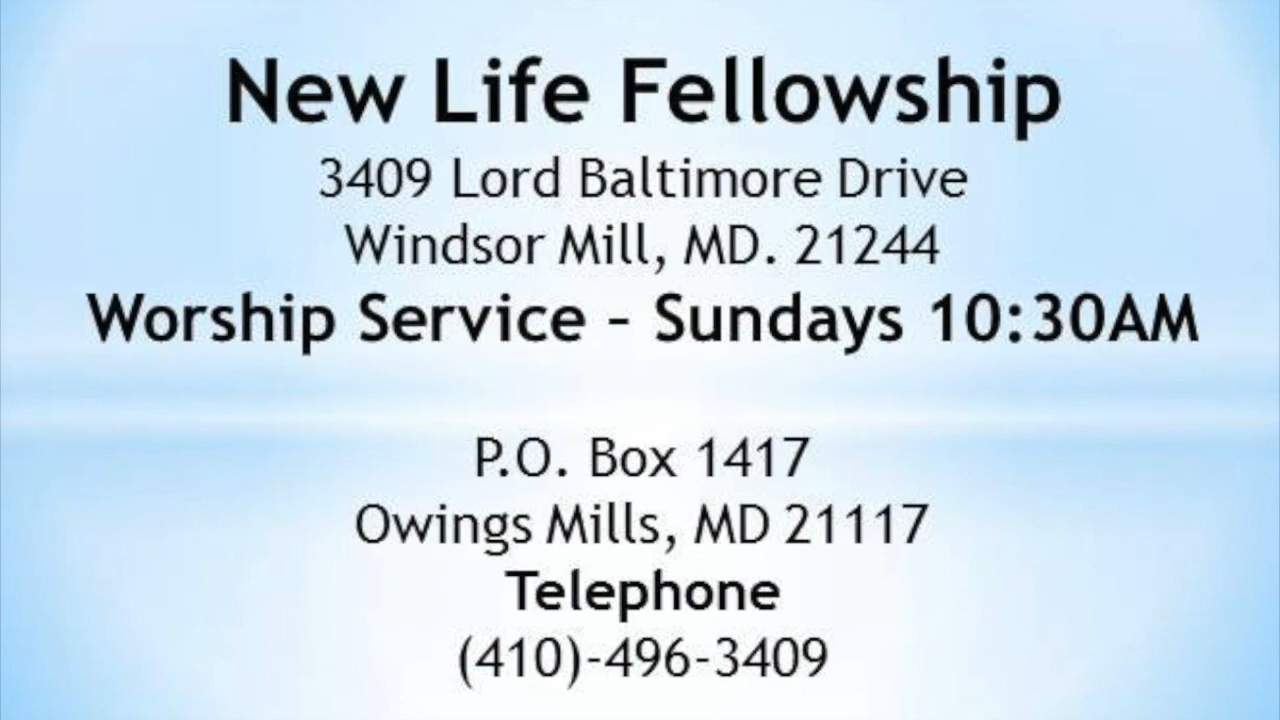 New Life Fellowship
3409 Lord Baltimore Drive
Windsor Mill, MD. 21244
Worship Service – Sundays 10:30AM
P.O. Box 1417
Owings Mills, MD 21117
Telephone
(410)-496-3409